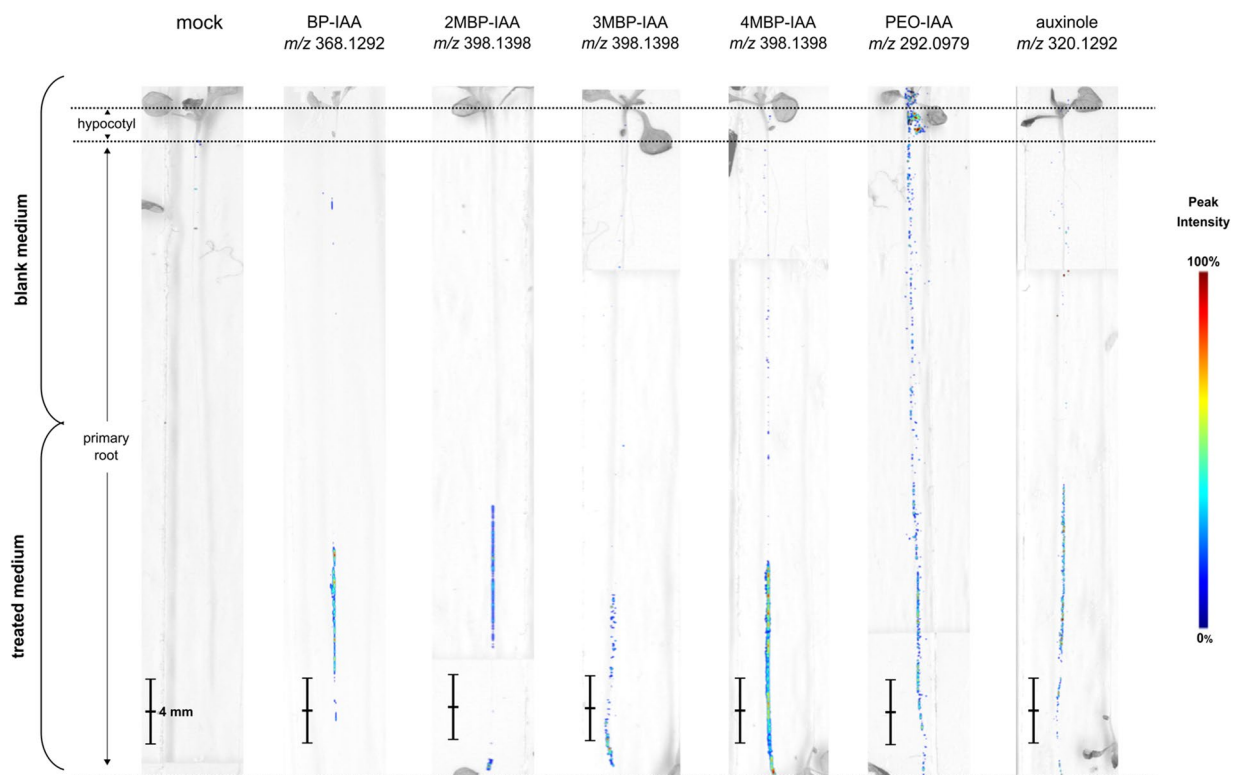 mock
BP-IAA
m/z 368.1292
2MBP-IAA
m/z 398.1398
3MBP-IAA
m/z 398.1398
4MBP-IAA
m/z 398.1398
PEO-IAA
m/z 292.0979
auxinole
m/z 320.1292
hypocotyl
blank medium
primary
root
treated medium
4 mm
Peak
Intensity
100%
0%